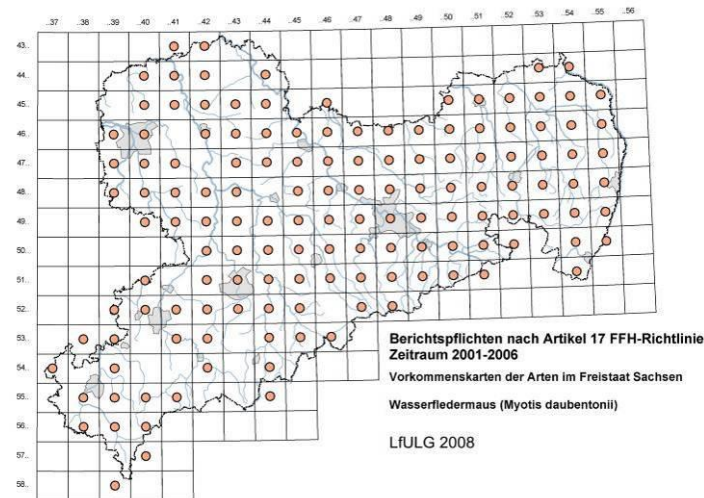 ..37 ..38 ..39 ..40 ..41 ..42 ..43 ..44 ..45 ..46 ..47 ..48 ..49 ..50 ..51 ..52 ..53 ..54 ..55 ..56
43..
44..
45..
46..
47..
48..
49..
50..
51..
52..
53..
54..
55..
56..
57..
58..
Berichtspflichten nach Artikel 17 FFH-Richtlinie
Zeitraum 2001-2006
Vorkommenskarten der Arten im Freistaat Sachsen
Wasserfledermaus (Myotis daubentonii)
LfULG 2008